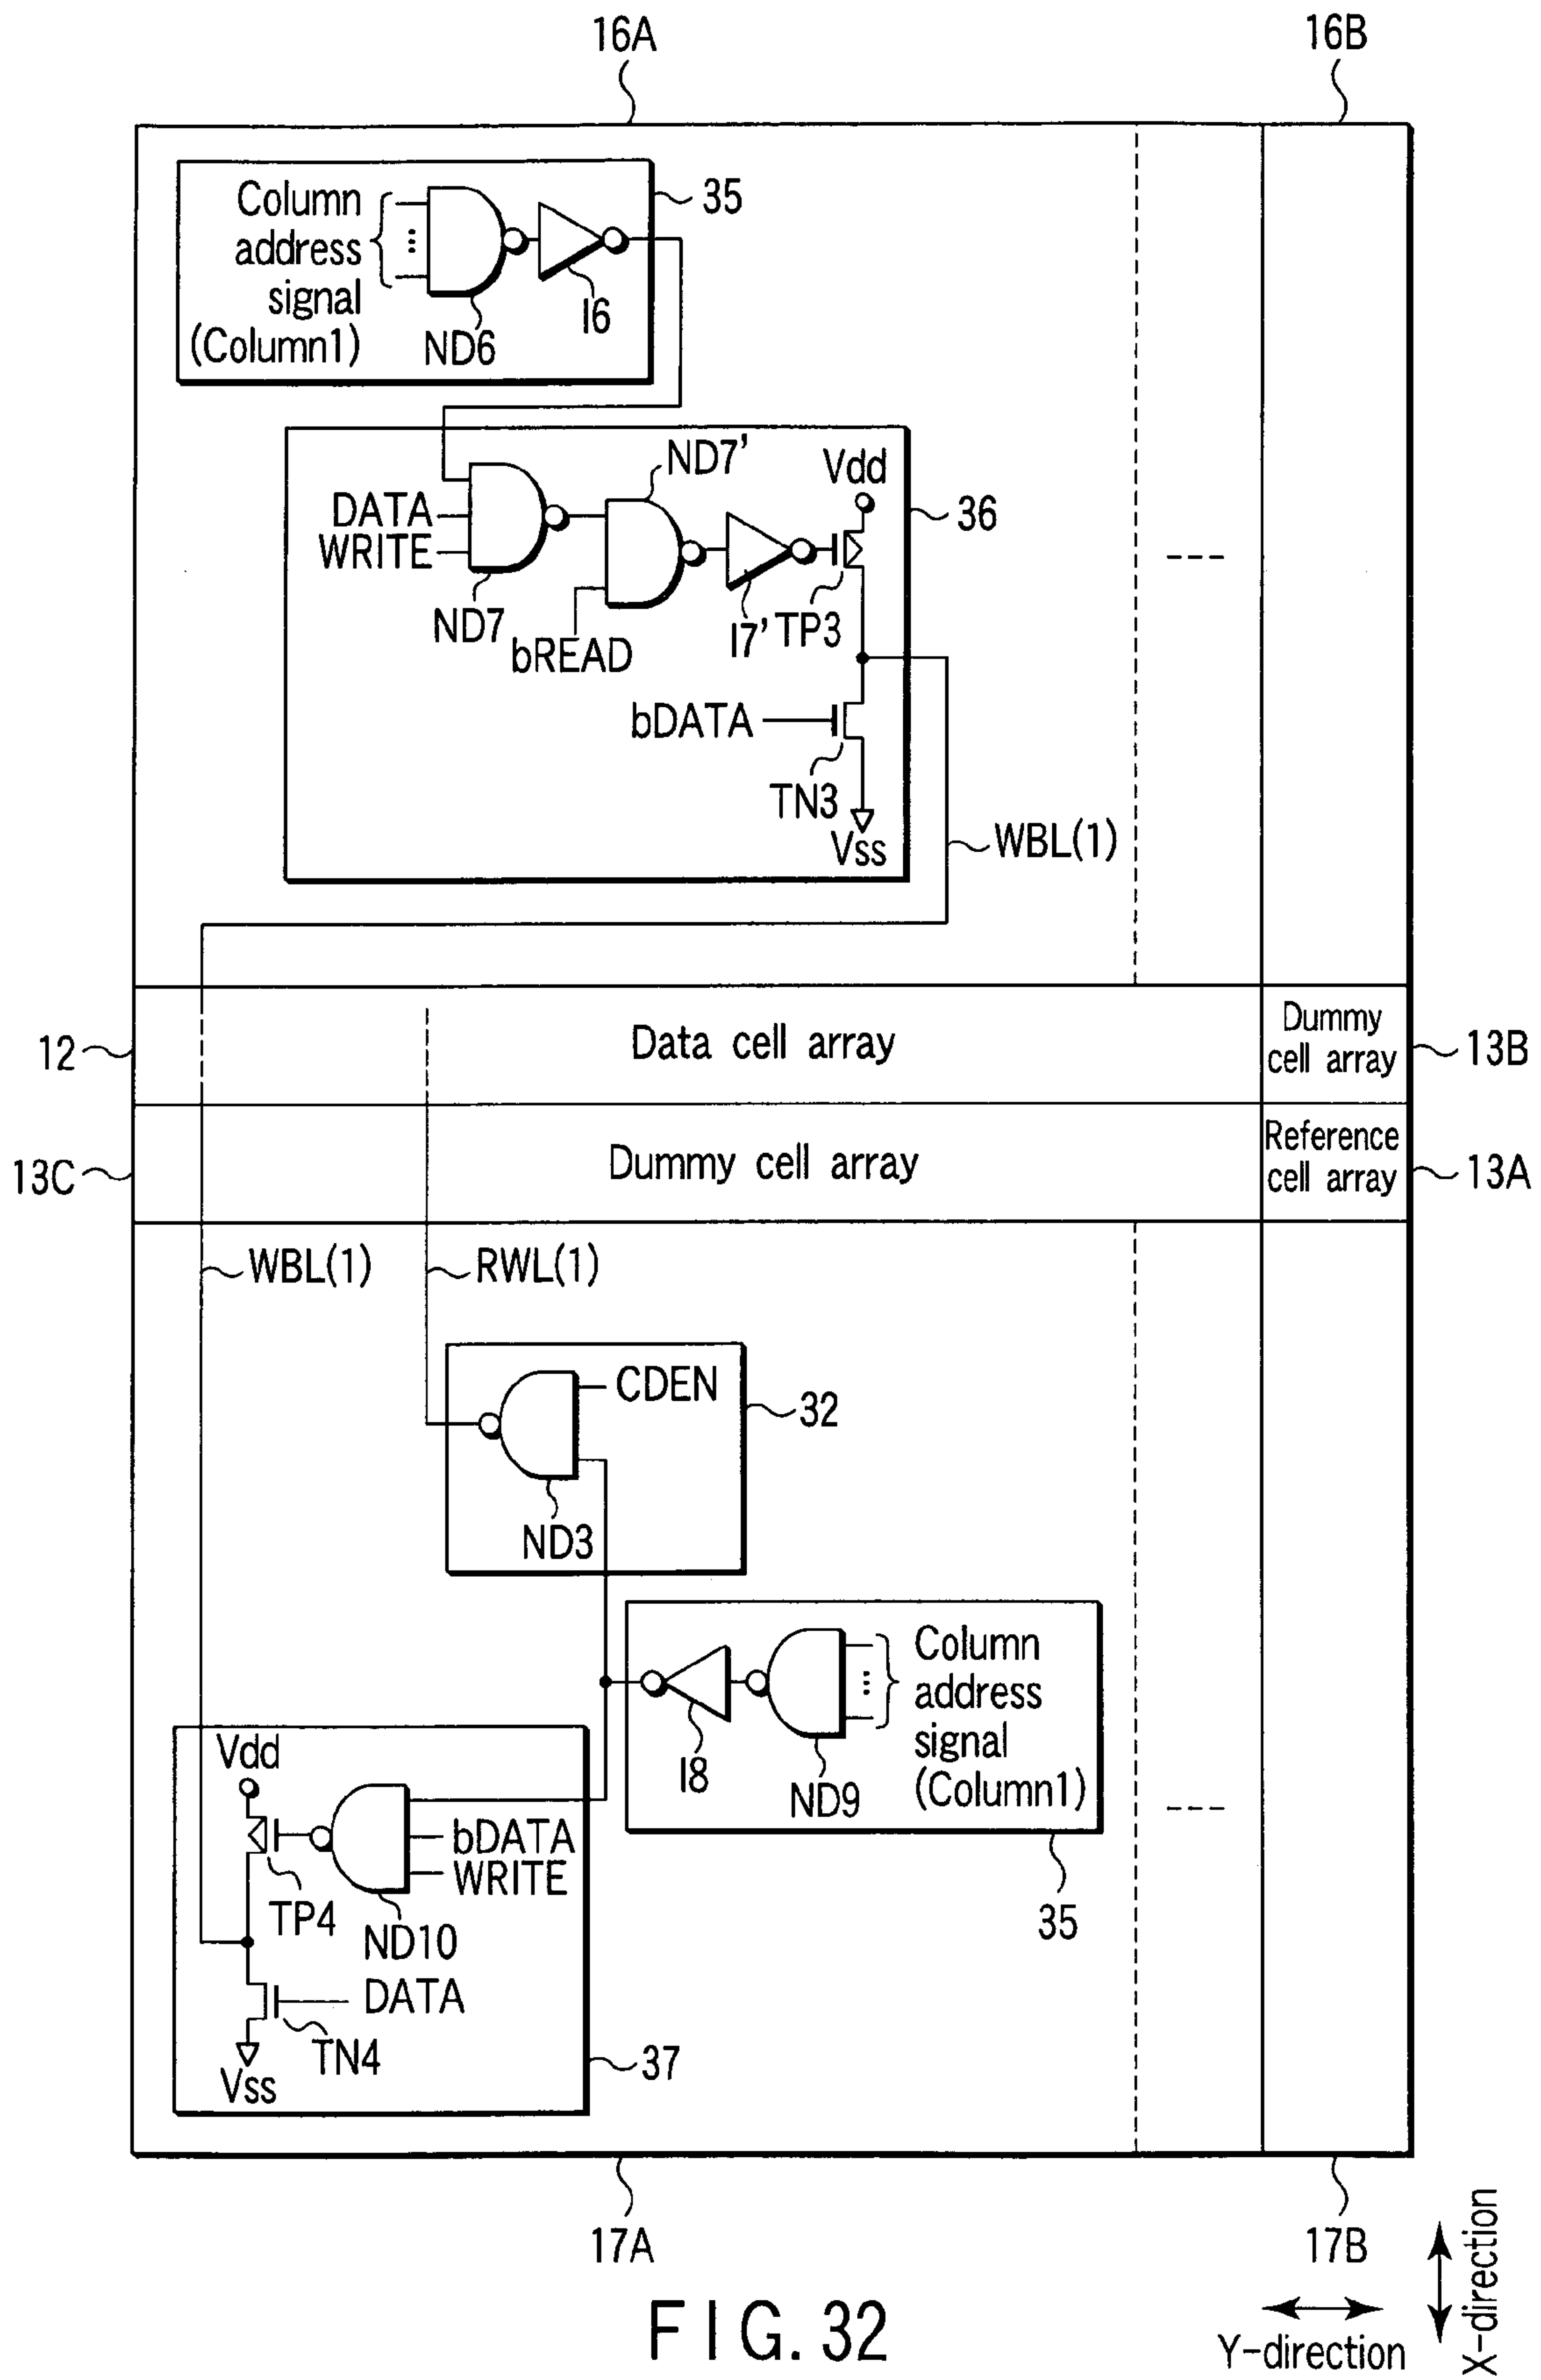 16A
16B
Column
address
signal
(Column1)
ND6
I6
35
ND7'
Vdd
DATA
WRITE
36
ND7
bREAD
I7'
TP3
bDATA
TN3
Vss
WBL(1)
12
Data cell array
Dummy
cell array
13B
13C
Dummy cell array
Reference
cell array
13A
WBL(1)
RWL(1)
CDEN
32
ND3
Column
address
signal
(Column1)
I8
ND9
35
Vdd
bDATA
WRITE
TP4
ND10
DATA
TN4
Vss
37
17A
17B
X-direction
Y-direction
FIG. 32